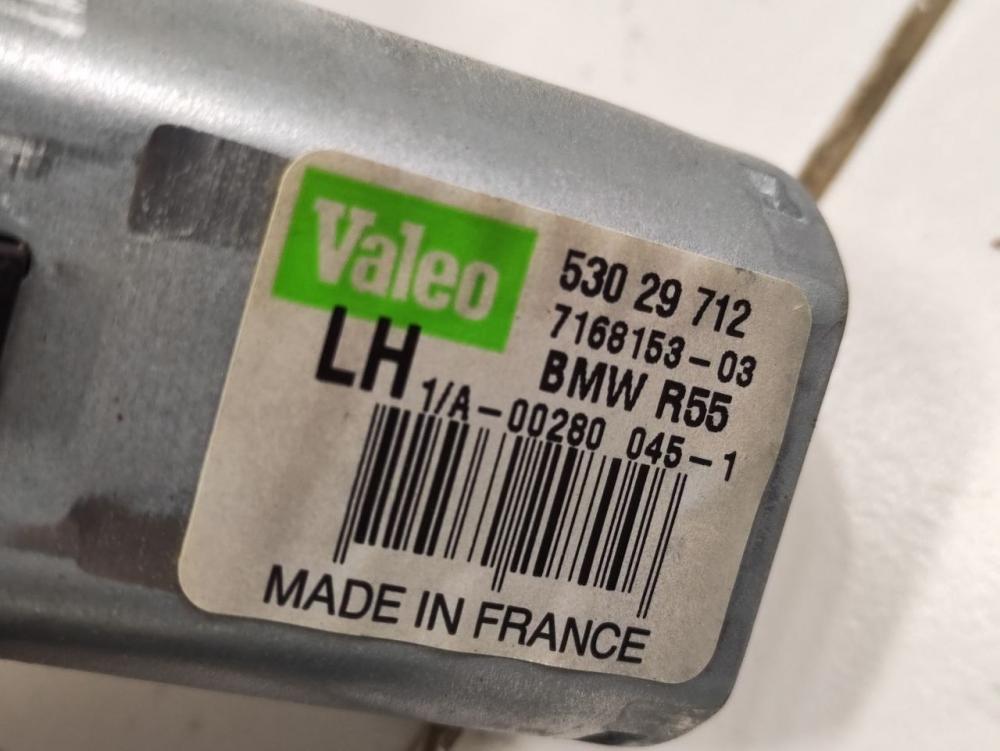 Valeo
530 29 712
7168153-03
LH
BMW R55
1/A-00280 045-1
MADE IN FRANCE